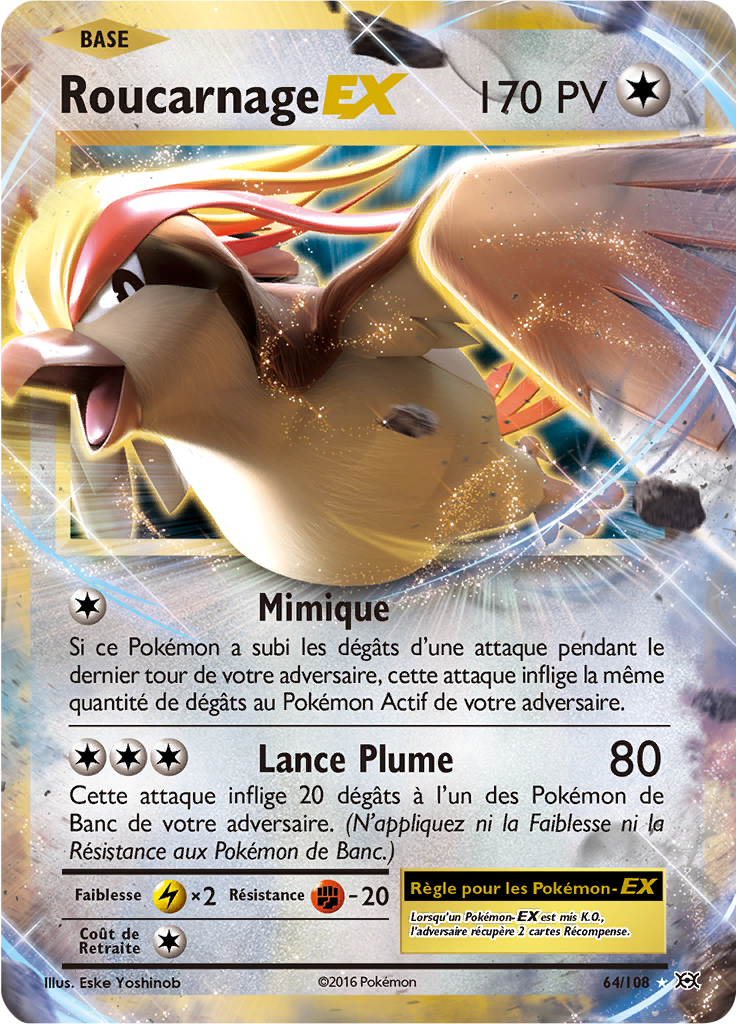 BASE
RoucarnageEX 170 PV
Mimique
Si ce Pokémon a subi les dégâts d'une attaque pendant le
dernier tour de votre adversaire, cette attaque inflige la même
quantité de dégâts au Pokémon Actif de votre adversaire.
Lance Plume 80
Cette attaque inflige 20 dégâts à l'un des Pokémon de
Banc de votre adversaire. (N'appliquez ni la Faiblesse ni la
Résistance aux Pokémon de Banc.)
Faiblesse ×2 Résistance -20
Coût de
Retraite
Règle pour les Pokémon-EX
Lorsqu'un Pokémon-EX est mis K.O.,
l'adversaire récupère 2 cartes Récompense.
Illus. Eske Yoshinob ©2016 Pokémon 64/108 ★